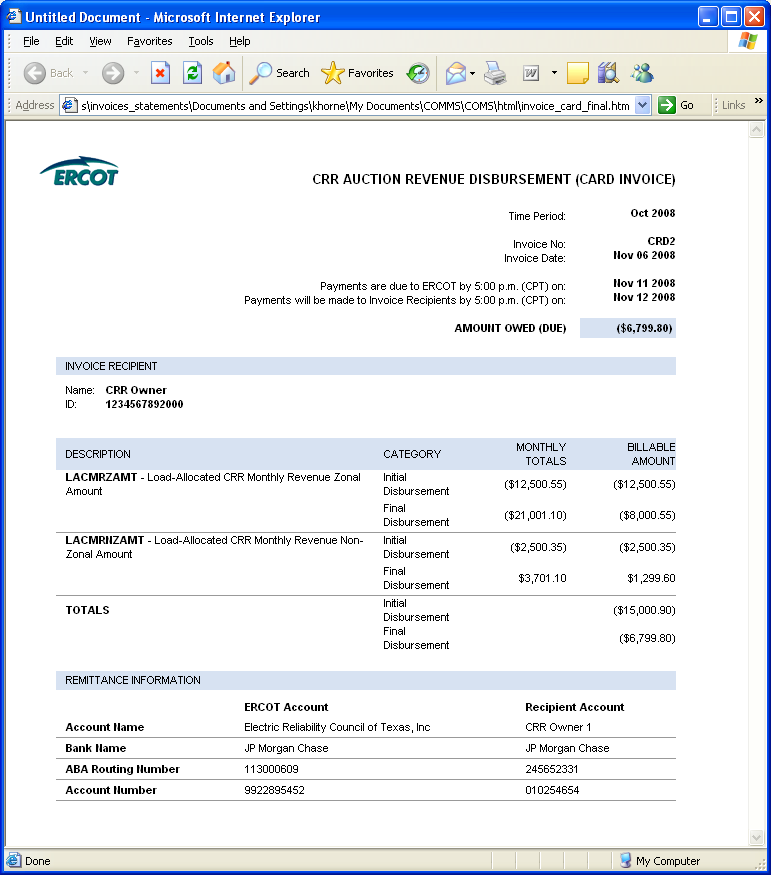 Untitled Document - Microsoft Internet Explorer
File Edit View Favorites Tools Help
Back Search Favorites
Address s\invoices_statements\Documents and Settings\khorne\My Documents\COMMS\COMS\html\invoice_card_final.htm Go Links »
ERCOT
CRR AUCTION REVENUE DISBURSEMENT (CARD INVOICE)
Time Period: Oct 2008
Invoice No: CRD2
Invoice Date: Nov 06 2008
Payments are due to ERCOT by 5:00 p.m. (CPT) on: Nov 11 2008
Payments will be made to Invoice Recipients by 5:00 p.m. (CPT) on: Nov 12 2008
AMOUNT OWED (DUE) ($6,799.80)
INVOICE RECIPIENT
Name: CRR Owner
ID: 1234567892000
DESCRIPTION CATEGORY MONTHLY TOTALS BILLABLE AMOUNT
LACMRZAMT - Load-Allocated CRR Monthly Revenue Zonal Amount Initial Disbursement ($12,500.55) ($12,500.55)
Final Disbursement ($21,001.10) ($8,000.55)
LACMRNZAMT - Load-Allocated CRR Monthly Revenue Non-Zonal Amount Initial Disbursement ($2,500.35) ($2,500.35)
Final Disbursement $3,701.10 $1,299.60
TOTALS Initial Disbursement ($15,000.90)
Final Disbursement ($6,799.80)
REMITTANCE INFORMATION
ERCOT Account Recipient Account
Account Name Electric Reliability Council of Texas, Inc CRR Owner 1
Bank Name JP Morgan Chase JP Morgan Chase
ABA Routing Number 113000609 245652331
Account Number 9922895452 010254654
Done My Computer